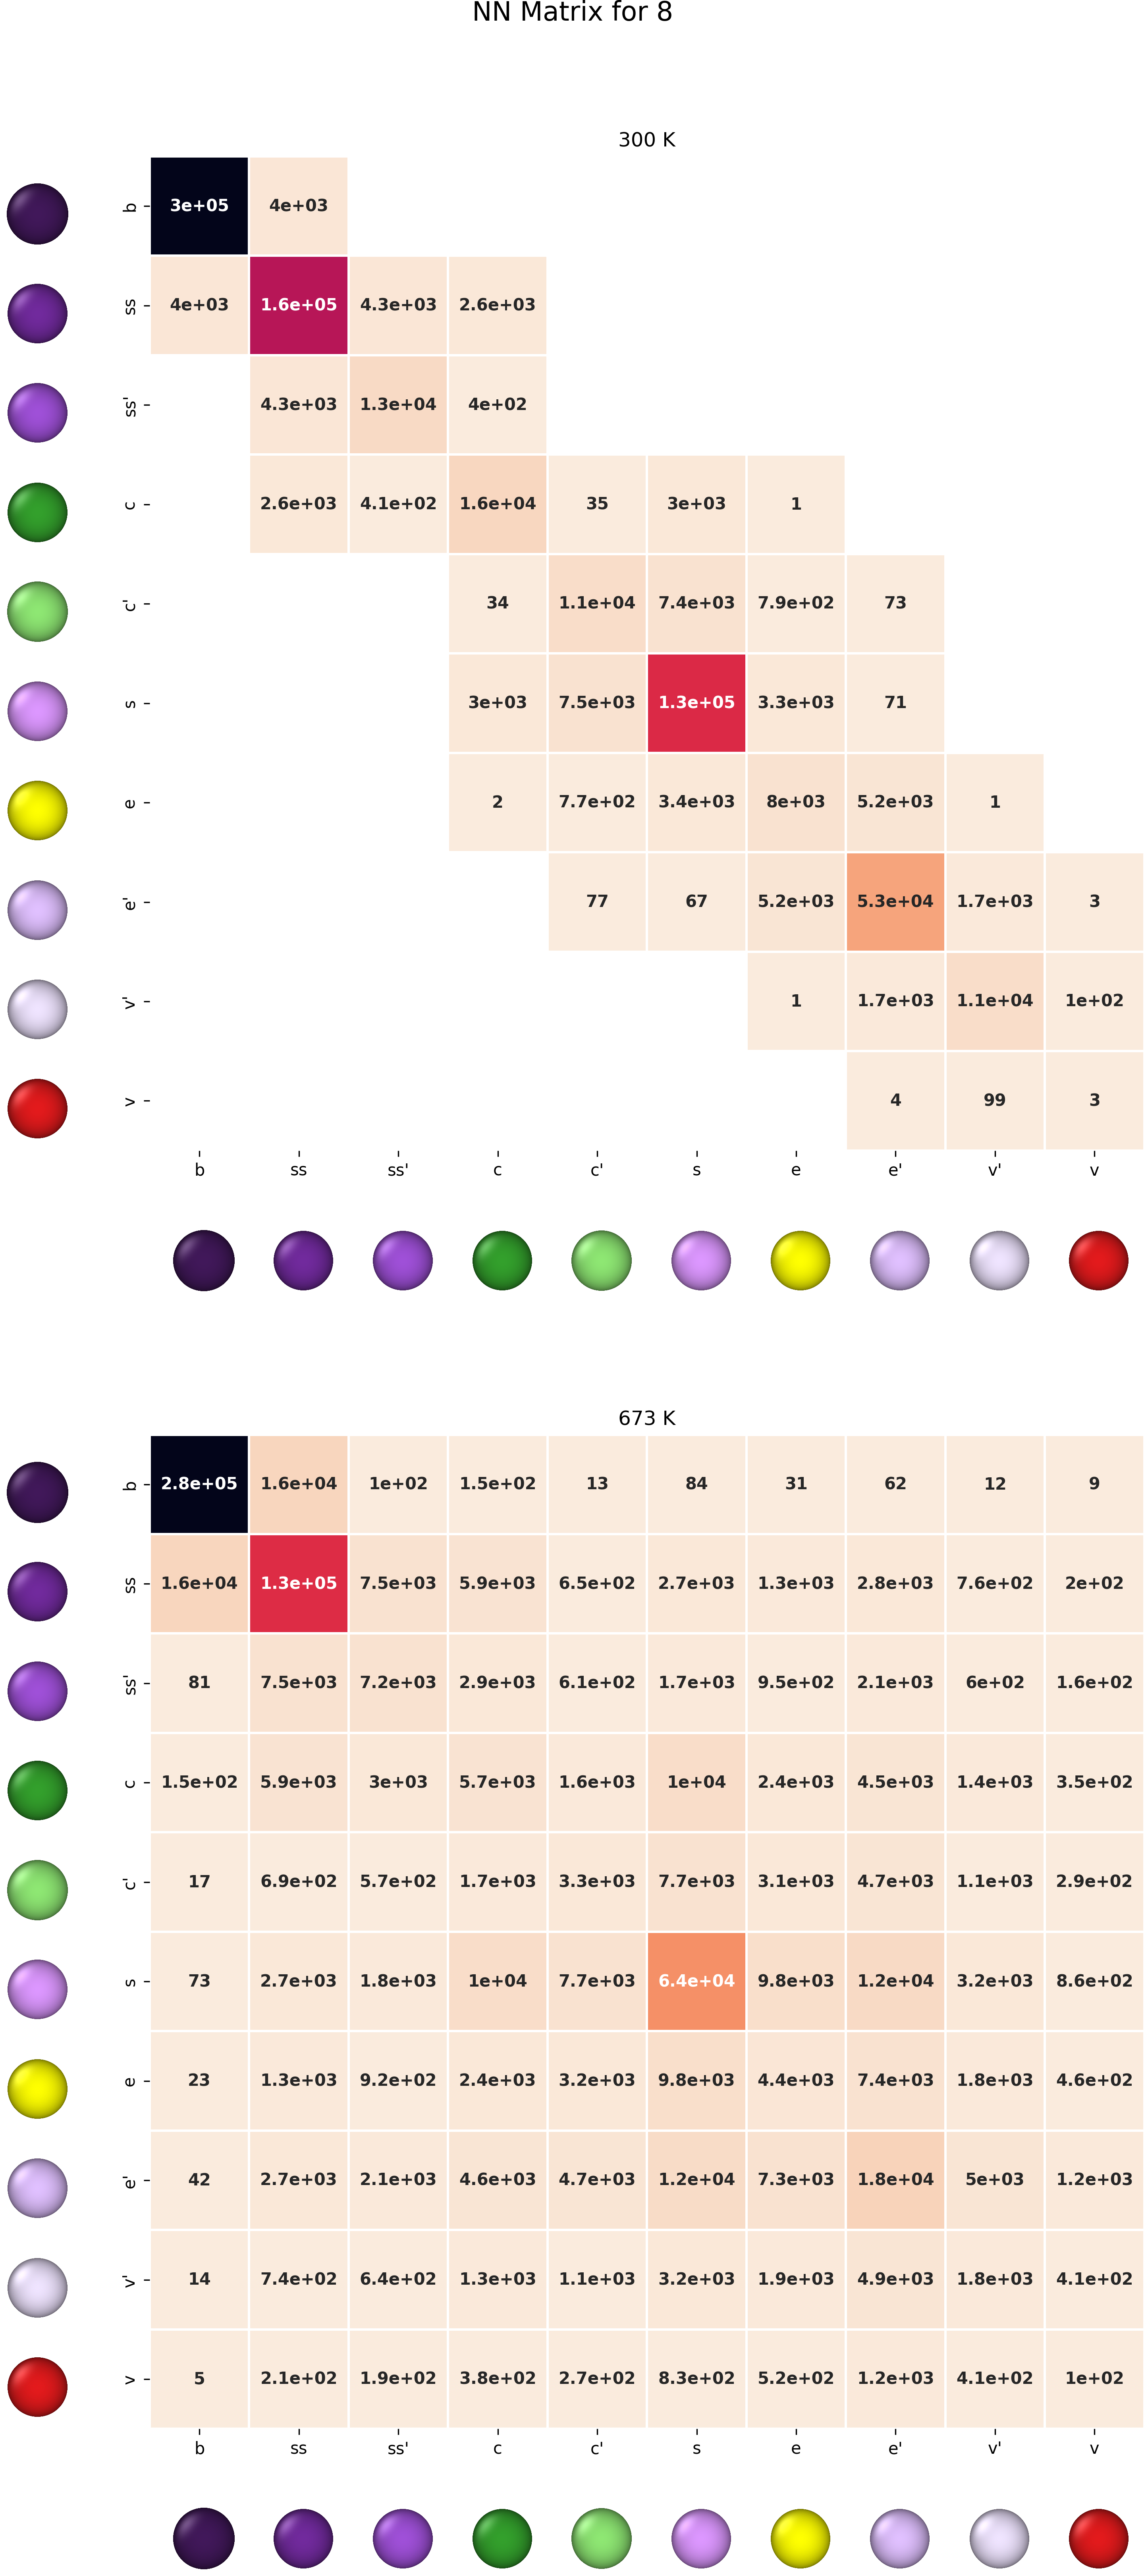 NN Matrix for 8
300 K
b 3e+05 4e+03
ss 4e+03 1.6e+05 4.3e+03 2.6e+03
ss' 4.3e+03 1.3e+04 4e+02
c 2.6e+03 4.1e+02 1.6e+04 35 3e+03 1
c' 34 1.1e+04 7.4e+03 7.9e+02 73
s 3e+03 7.5e+03 1.3e+05 3.3e+03 71
e 2 7.7e+02 3.4e+03 8e+03 5.2e+03 1
e' 77 67 5.2e+03 5.3e+04 1.7e+03 3
v' 1 1.7e+03 1.1e+04 1e+02
v 4 99 3
b ss ss' c c' s e e' v' v
673 K
b 2.8e+05 1.6e+04 1e+02 1.5e+02 13 84 31 62 12 9
ss 1.6e+04 1.3e+05 7.5e+03 5.9e+03 6.5e+02 2.7e+03 1.3e+03 2.8e+03 7.6e+02 2e+02
ss' 81 7.5e+03 7.2e+03 2.9e+03 6.1e+02 1.7e+03 9.5e+02 2.1e+03 6e+02 1.6e+02
c 1.5e+02 5.9e+03 3e+03 5.7e+03 1.6e+03 1e+04 2.4e+03 4.5e+03 1.4e+03 3.5e+02
c' 17 6.9e+02 5.7e+02 1.7e+03 3.3e+03 7.7e+03 3.1e+03 4.7e+03 1.1e+03 2.9e+02
s 73 2.7e+03 1.8e+03 1e+04 7.7e+03 6.4e+04 9.8e+03 1.2e+04 3.2e+03 8.6e+02
e 23 1.3e+03 9.2e+02 2.4e+03 3.2e+03 9.8e+03 4.4e+03 7.4e+03 1.8e+03 4.6e+02
e' 42 2.7e+03 2.1e+03 4.6e+03 4.7e+03 1.2e+04 7.3e+03 1.8e+04 5e+03 1.2e+03
v' 14 7.4e+02 6.4e+02 1.3e+03 1.1e+03 3.2e+03 1.9e+03 4.9e+03 1.8e+03 4.1e+02
v 5 2.1e+02 1.9e+02 3.8e+02 2.7e+02 8.3e+02 5.2e+02 1.2e+03 4.1e+02 1e+02
b ss ss' c c' s e e' v' v